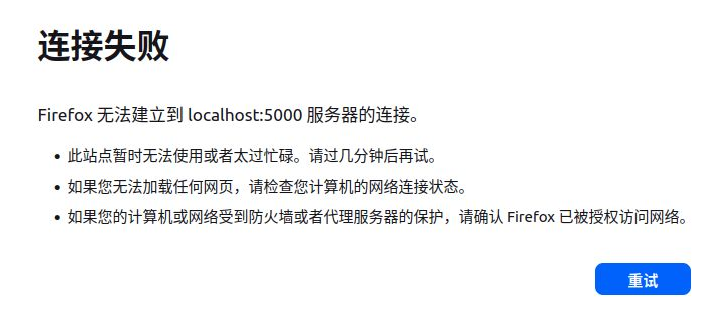 连接失败
Firefox 无法建立到 localhost:5000 服务器的连接。
• 此站点暂时无法使用或者太过忙碌。请过几分钟后再试。
• 如果您无法加载任何网页，请检查您计算机的网络连接状态。
• 如果您的计算机或网络受到防火墙或者代理服务器的保护，请确认 Firefox 已被授权访问网络。
重试